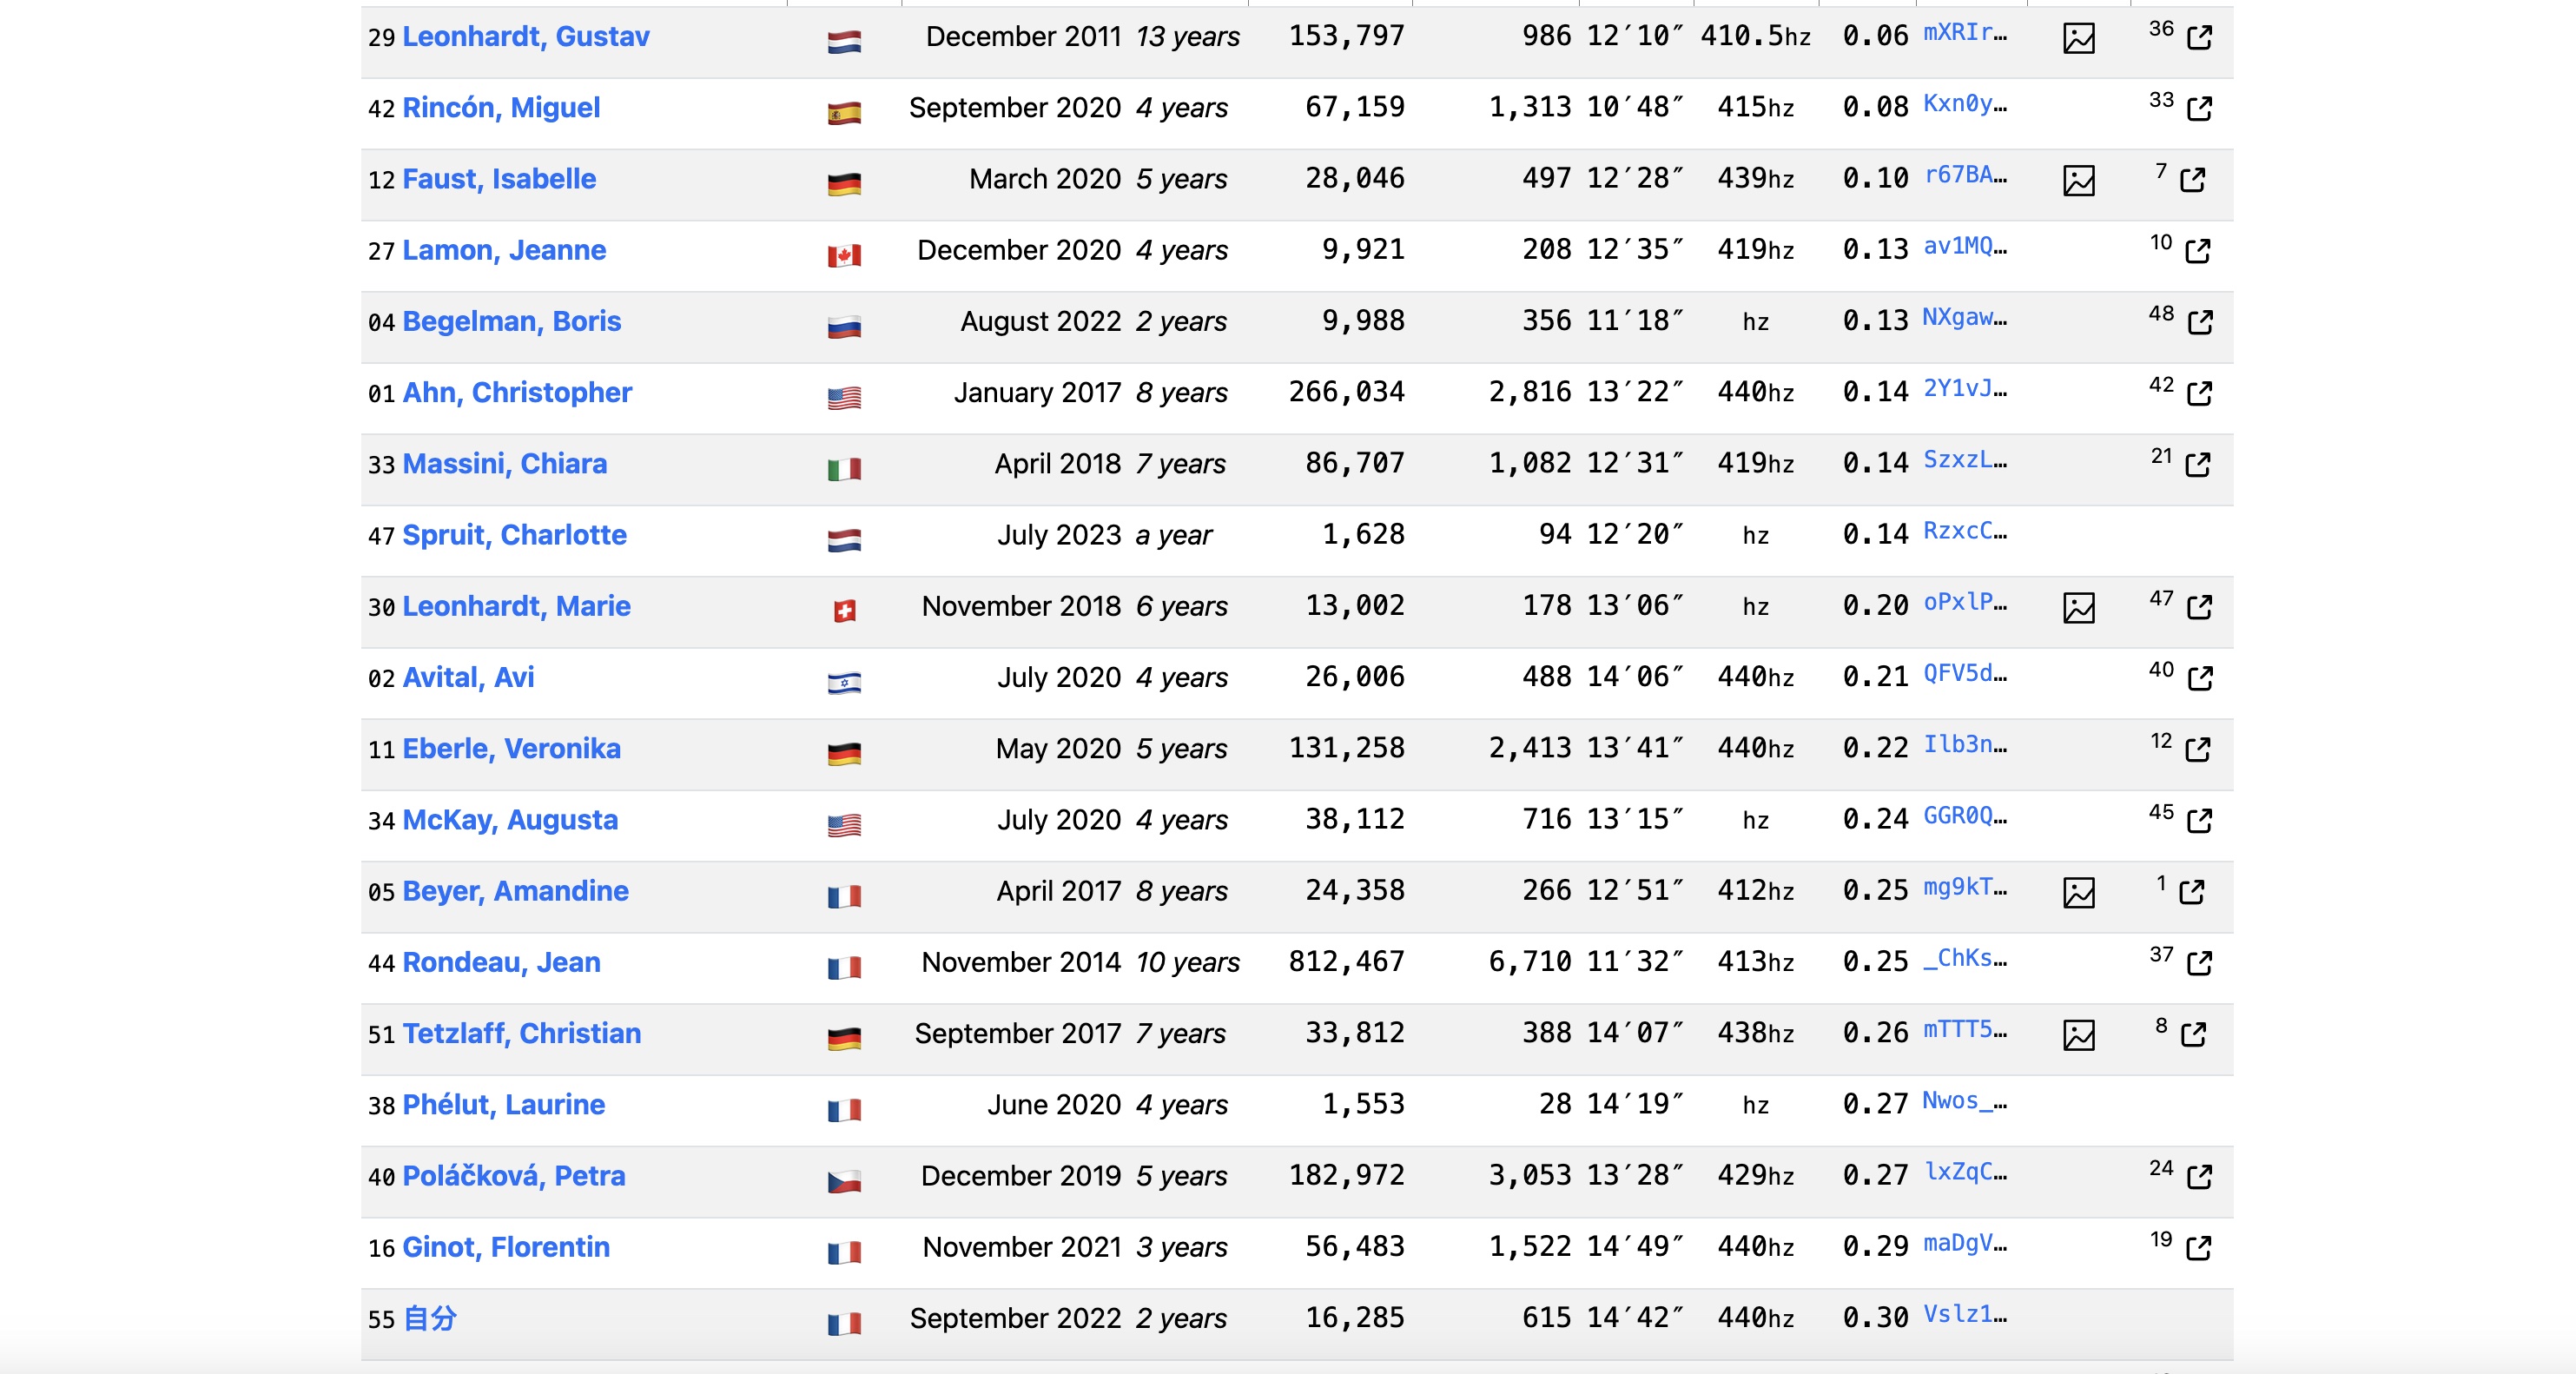 29 Leonhardt, Gustav 🇳🇱 December 2011 13 years 153,797 986 12′10″ 410.5hz 0.06 mXRIr… 36
42 Rincón, Miguel 🇪🇸 September 2020 4 years 67,159 1,313 10′48″ 415hz 0.08 Kxn0y… 33
12 Faust, Isabelle 🇩🇪 March 2020 5 years 28,046 497 12′28″ 439hz 0.10 r67BA… 7
27 Lamon, Jeanne 🇨🇦 December 2020 4 years 9,921 208 12′35″ 419hz 0.13 av1MQ… 10
04 Begelman, Boris 🇷🇺 August 2022 2 years 9,988 356 11′18″ hz 0.13 NXgaw… 48
01 Ahn, Christopher 🇺🇸 January 2017 8 years 266,034 2,816 13′22″ 440hz 0.14 2Y1vJ… 42
33 Massini, Chiara 🇮🇹 April 2018 7 years 86,707 1,082 12′31″ 419hz 0.14 SzxzL… 21
47 Spruit, Charlotte 🇳🇱 July 2023 a year 1,628 94 12′20″ hz 0.14 RzxcC…
30 Leonhardt, Marie 🇨🇭 November 2018 6 years 13,002 178 13′06″ hz 0.20 oPxlP… 47
02 Avital, Avi 🇮🇱 July 2020 4 years 26,006 488 14′06″ 440hz 0.21 QFV5d… 40
11 Eberle, Veronika 🇩🇪 May 2020 5 years 131,258 2,413 13′41″ 440hz 0.22 Ilb3n… 12
34 McKay, Augusta 🇺🇸 July 2020 4 years 38,112 716 13′15″ hz 0.24 GGR0Q… 45
05 Beyer, Amandine 🇫🇷 April 2017 8 years 24,358 266 12′51″ 412hz 0.25 mg9kT… 1
44 Rondeau, Jean 🇫🇷 November 2014 10 years 812,467 6,710 11′32″ 413hz 0.25 _ChKs… 37
51 Tetzlaff, Christian 🇩🇪 September 2017 7 years 33,812 388 14′07″ 438hz 0.26 mTTT5… 8
38 Phélut, Laurine 🇫🇷 June 2020 4 years 1,553 28 14′19″ hz 0.27 Nwos_…
40 Poláčková, Petra 🇨🇿 December 2019 5 years 182,972 3,053 13′28″ 429hz 0.27 lxZqC… 24
16 Ginot, Florentin 🇫🇷 November 2021 3 years 56,483 1,522 14′49″ 440hz 0.29 maDgV… 19
55 自分 🇫🇷 September 2022 2 years 16,285 615 14′42″ 440hz 0.30 Vslz1…